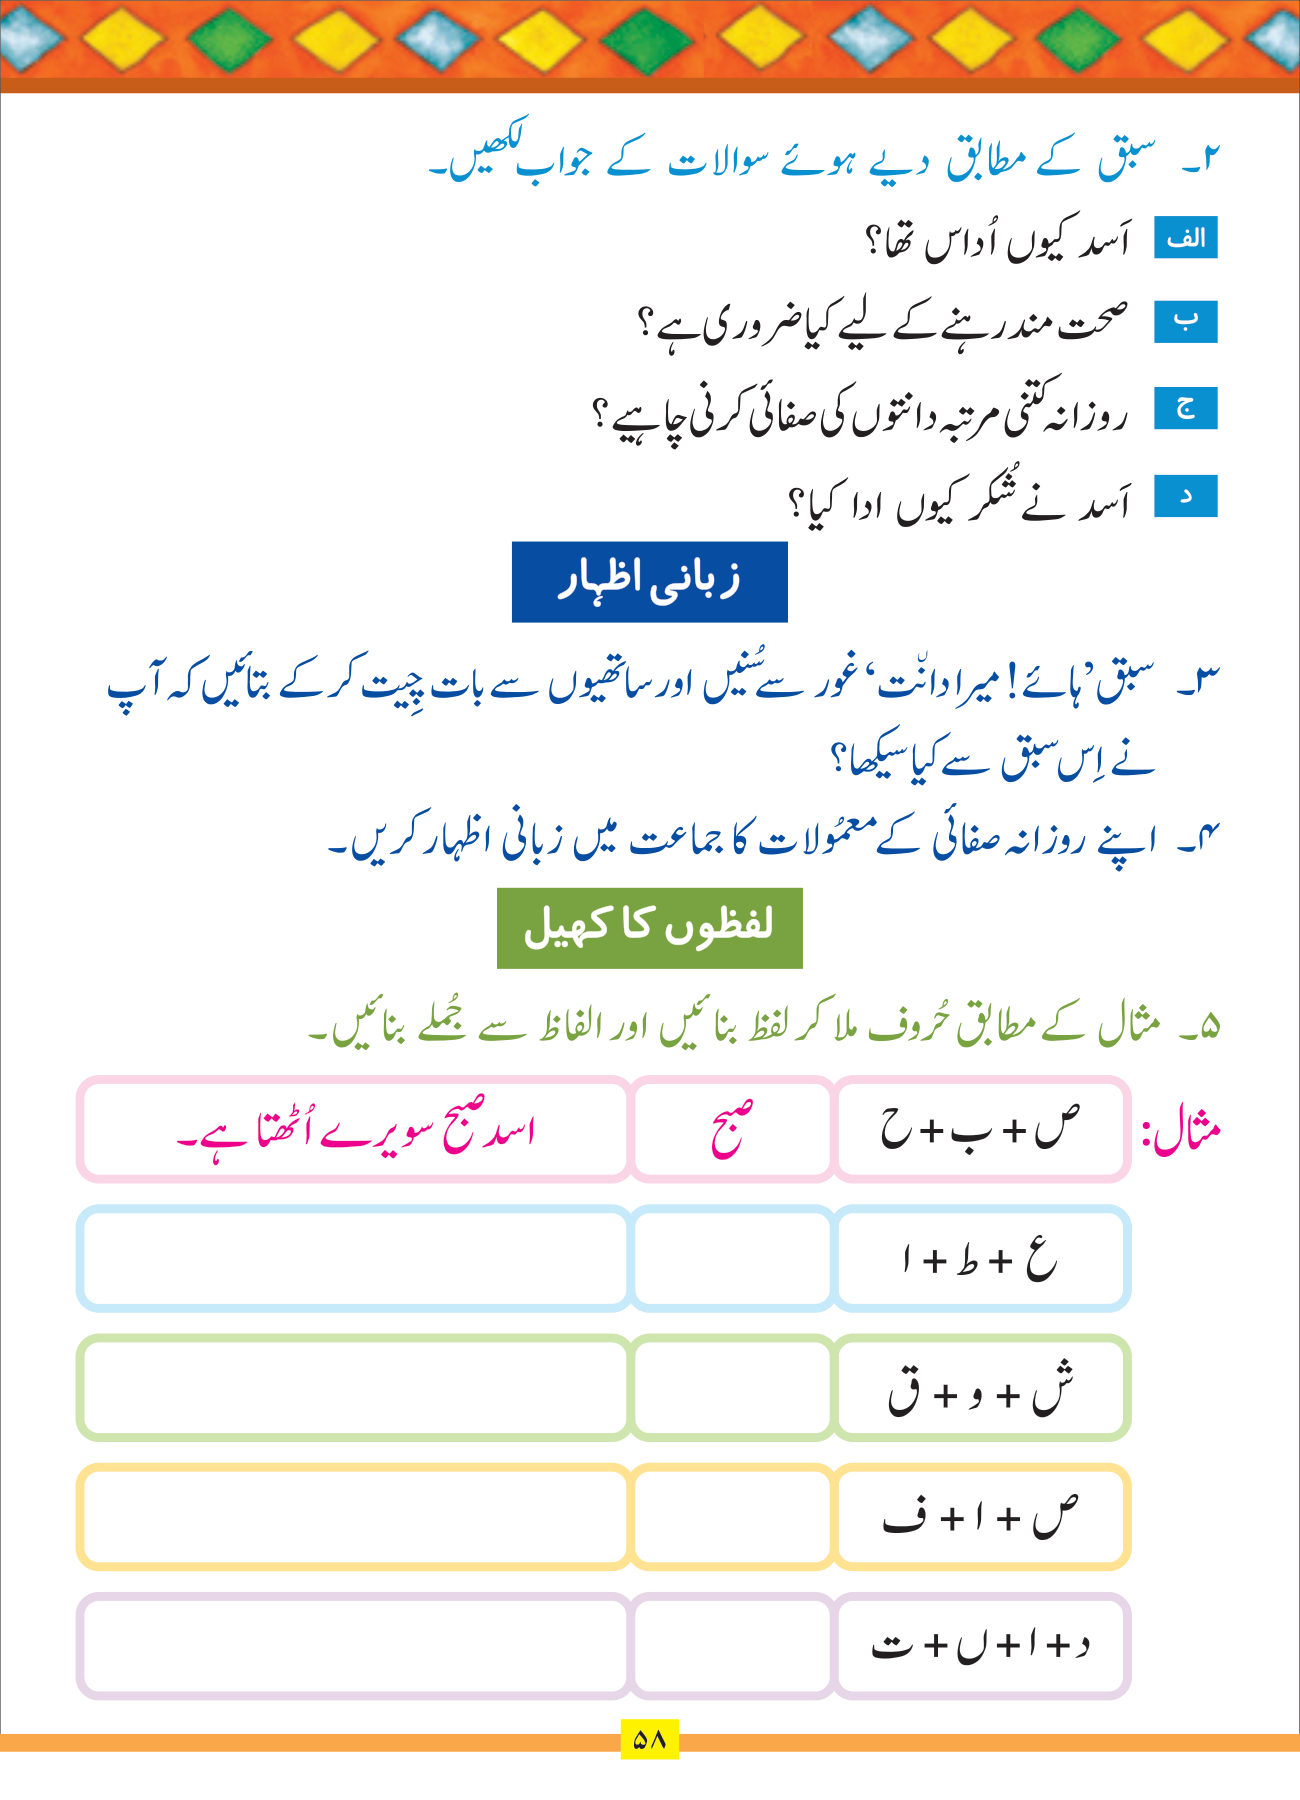 ۲۔ سبق کے مطابق دیے ہوئے سوالات کے جواب لکھیں۔
الف اَسد کیوں اُداس تھا؟
ب صحت مند رہنے کے لیے کیا ضروری ہے؟
ج روزانہ کتنی مرتبہ دانتوں کی صفائی کرنی چاہیے؟
د اَسد نے شُکر کیوں ادا کیا؟
زبانی اظہار
۳۔ سبق ’ہائے! میرا دان٘ت‘ غور سے سُنیں اور ساتھیوں سے بات چِیت کر کے بتائیں کہ آپ
نے اِس سبق سے کیا سیکھا؟
۴۔ اپنے روزانہ صفائی کے معمُولات کا جماعت میں زبانی اظہار کریں۔
لفظوں کا کھیل
۵۔ مثال کے مطابق حُروف ملا کر لفظ بنائیں اور الفاظ سے جُملے بنائیں۔
مثال: ص + ب + ح صبح اسد صبح سویرے اُٹھتا ہے۔
ع + ط + ا
ش + و + ق
ص + ا + ف
د + ا + ں + ت
۵۸